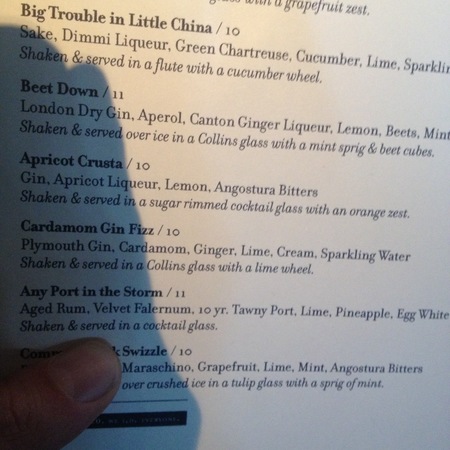 glass with a grapefruit zest.
Big Trouble in Little China / 10
Sake, Dimmi Liqueur, Green Chartreuse, Cucumber, Lime,
Shaken & served in a flute with a cucumber wheel.
Beet Down / 11
London Dry Gin, Aperol, Canton Ginger Liqueur, Lemon, Beets, Mint
Shaken & served over ice in a Collins glass with a mint sprig & beet cubes.
Apricot Crusta / 10
Gin, Apricot Liqueur, Lemon, Angostura Bitters
Shaken & served in a sugar rimmed cocktail glass with an orange zest.
Cardamom Gin Fizz / 10
Plymouth Gin, Cardamom, Ginger, Lime, Cream, Sparkling Water
Shaken & served in a Collins glass with a lime wheel.
Any Port in the Storm / 11
Aged Rum, Velvet Falernum, 10 yr. Tawny Port, Lime, Pineapple, Egg White
Shaken & served in a cocktail glass.
Swizzle / 10
Maraschino, Grapefruit, Lime, Mint, Angostura Bitters
over crushed ice in a tulip glass with a sprig of mint.